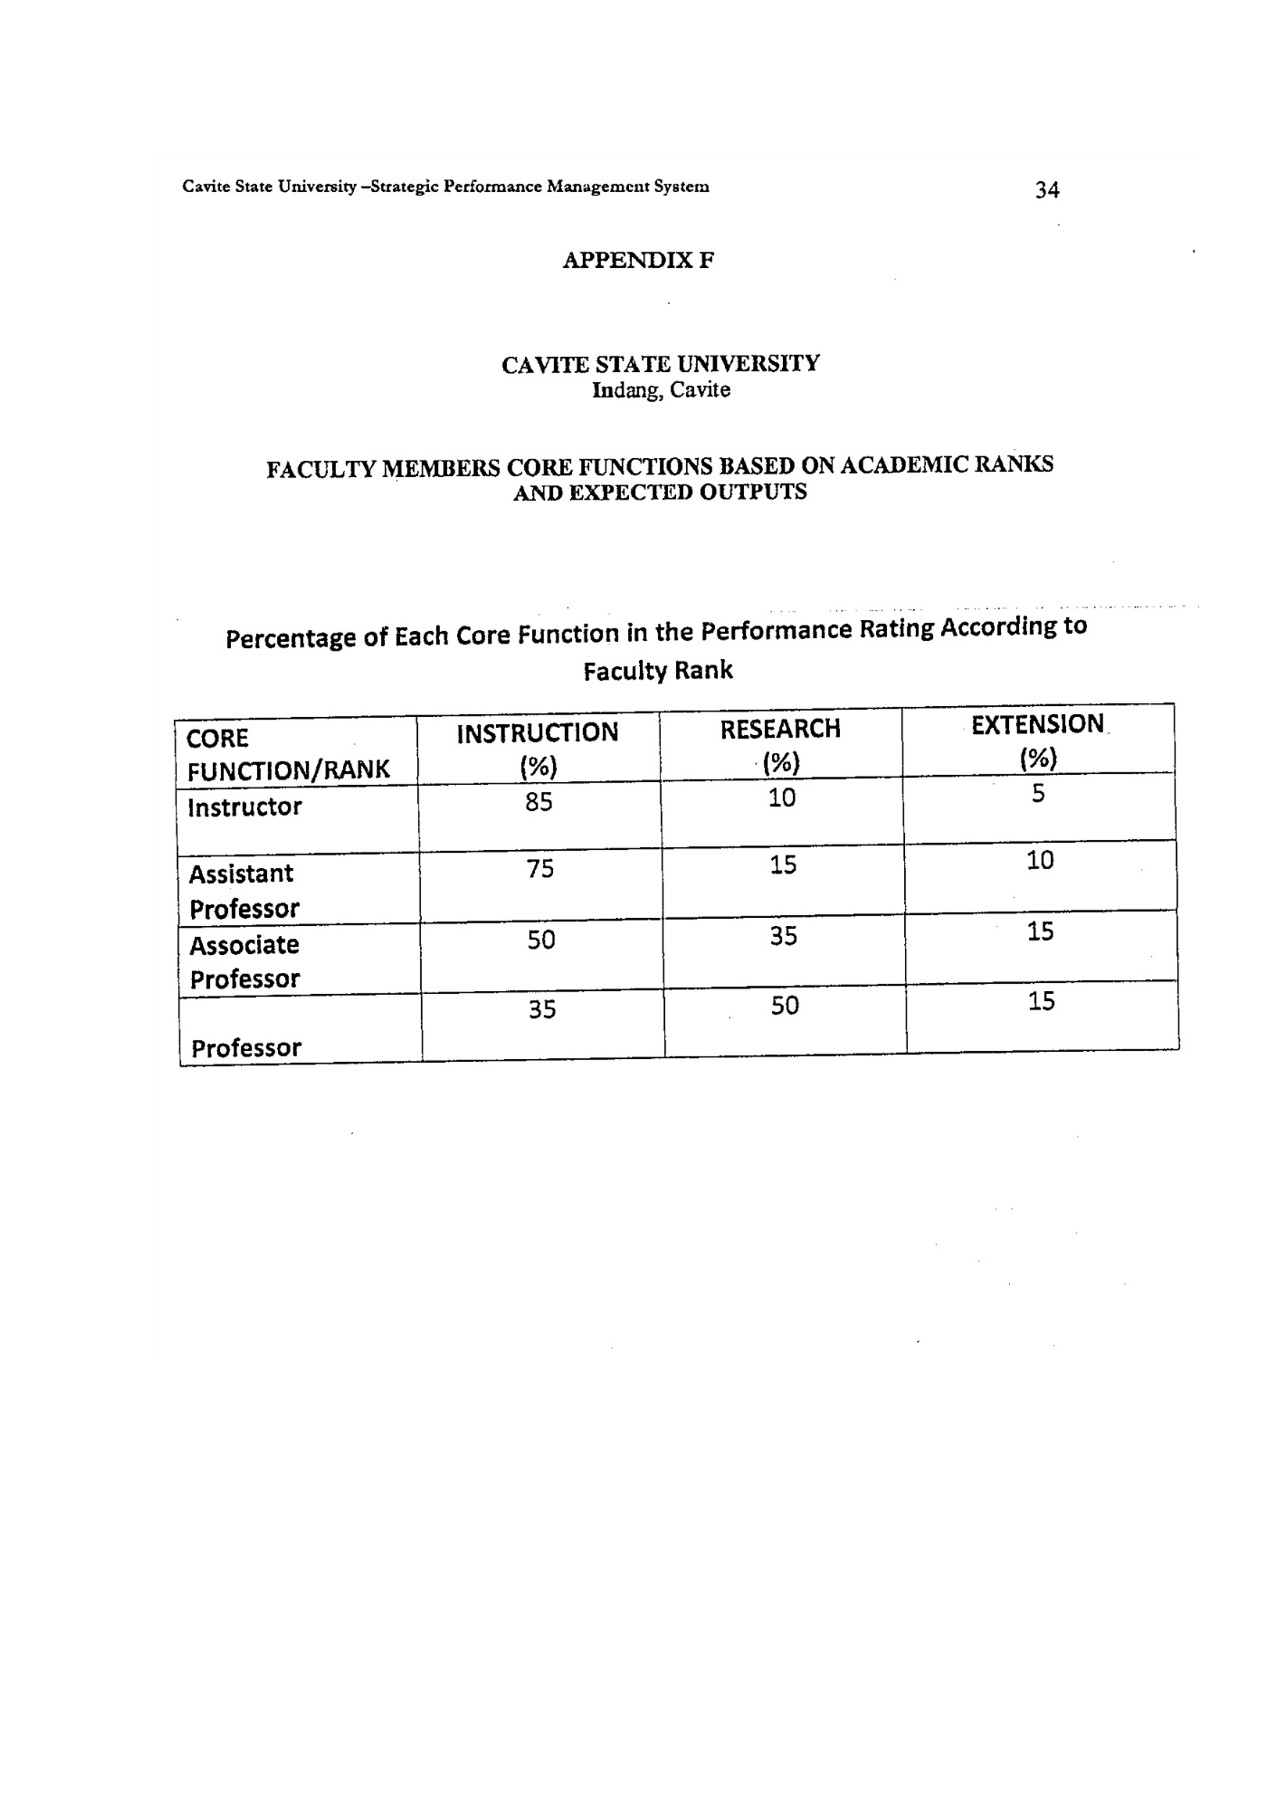 Cavite State University –Strategic Performance Management System 34
APPENDIX F
CAVITE STATE UNIVERSITY
Indang, Cavite
FACULTY MEMBERS CORE FUNCTIONS BASED ON ACADEMIC RANKS
AND EXPECTED OUTPUTS
Percentage of Each Core Function in the Performance Rating According to
Faculty Rank
CORE FUNCTION/RANK INSTRUCTION (%) RESEARCH (%) EXTENSION (%)
Instructor 85 10 5
Assistant Professor 75 15 10
Associate Professor 50 35 15
Professor 35 50 15